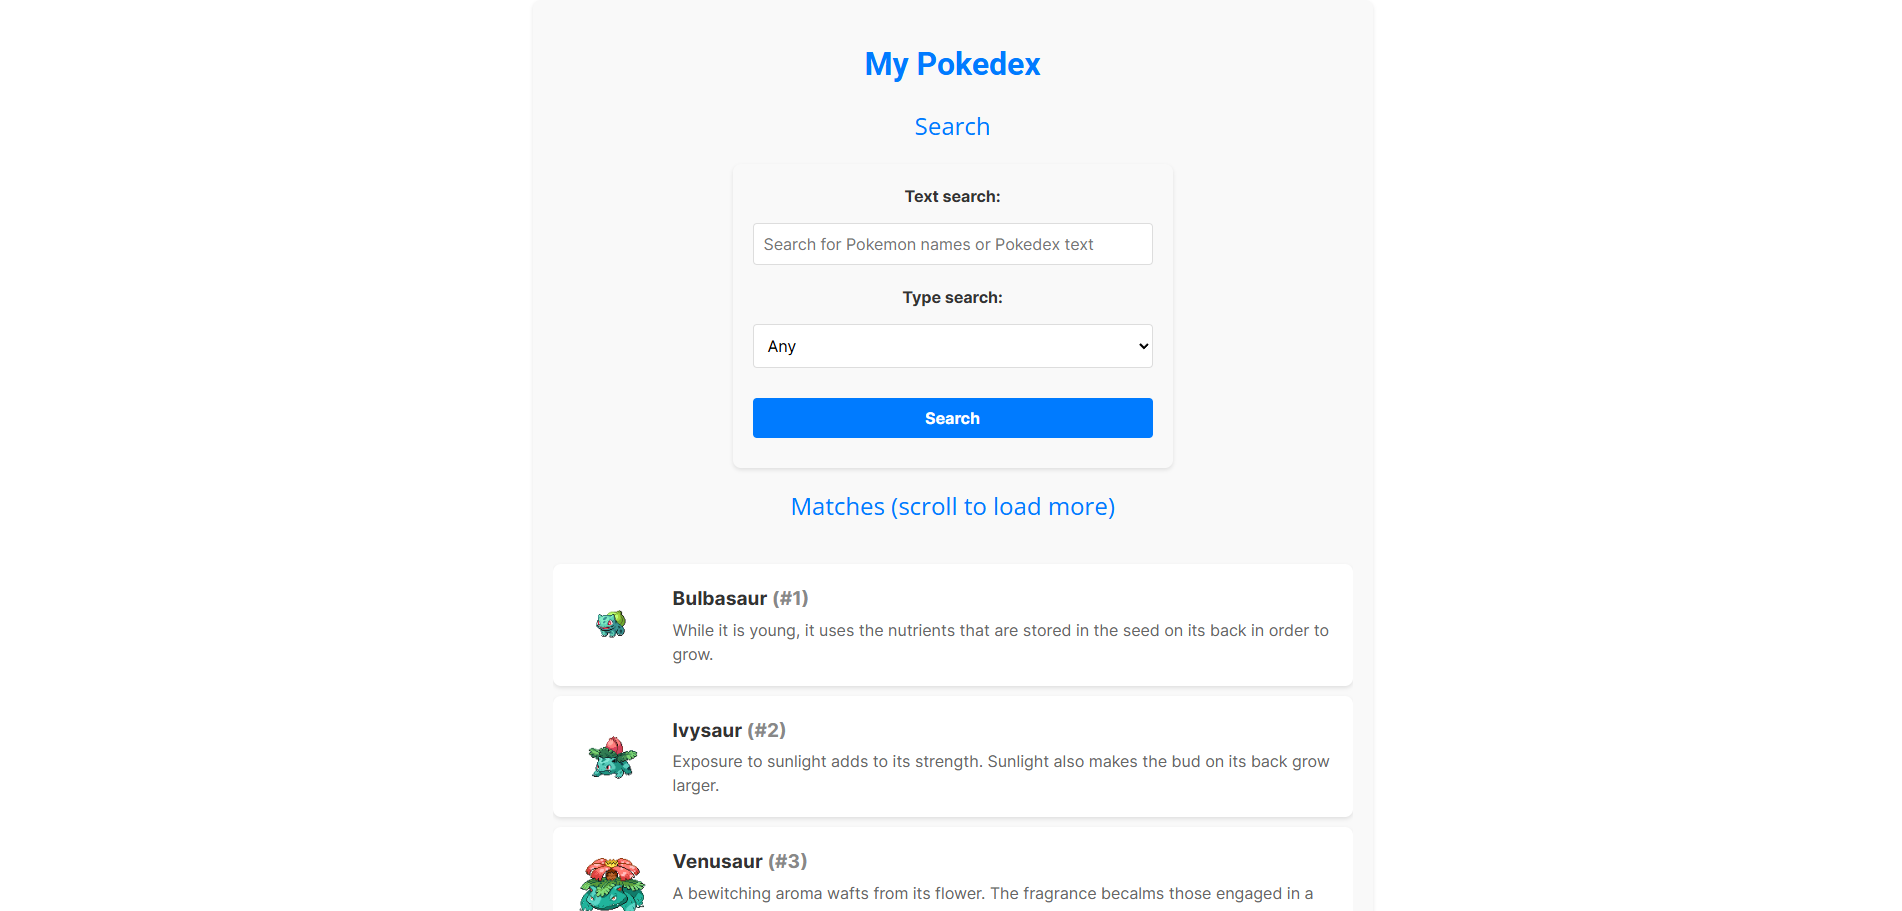 My Pokedex
Search
Text search:
Search for Pokemon names or Pokedex text
Type search:
Any
Search
Matches (scroll to load more)
Bulbasaur (#1)
While it is young, it uses the nutrients that are stored in the seed on its back in order to
grow.
Ivysaur (#2)
Exposure to sunlight adds to its strength. Sunlight also makes the bud on its back grow
larger.
Venusaur (#3)
A bewitching aroma wafts from its flower. The fragrance becalms those engaged in a